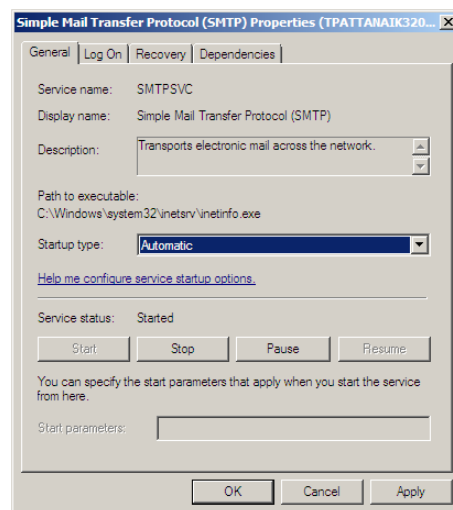 Simple Mail Transfer Protocol (SMTP) Properties (TPATTANAIK320...
General Log On Recovery Dependencies
Service name: SMTPSVC
Display name: Simple Mail Transfer Protocol (SMTP)
Description: Transports electronic mail across the network.
Path to executable:
C:\Windows\system32\inetsrv\inetinfo.exe
Startup type: Automatic
Help me configure service startup options.
Service status: Started
Start Stop Pause Resume
You can specify the start parameters that apply when you start the service
from here.
Start parameters:
OK Cancel Apply